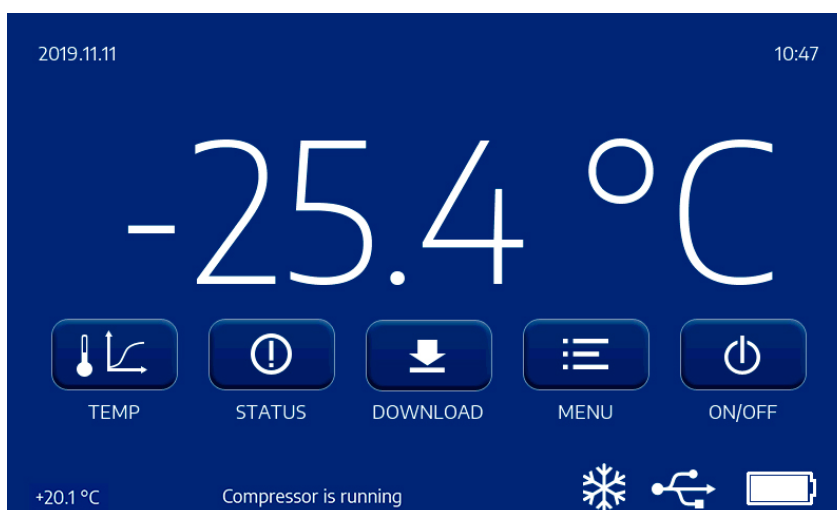 2019.11.11 10:47
-25.4 °C
TEMP STATUS DOWNLOAD MENU ON/OFF
+20.1 °C Compressor is running